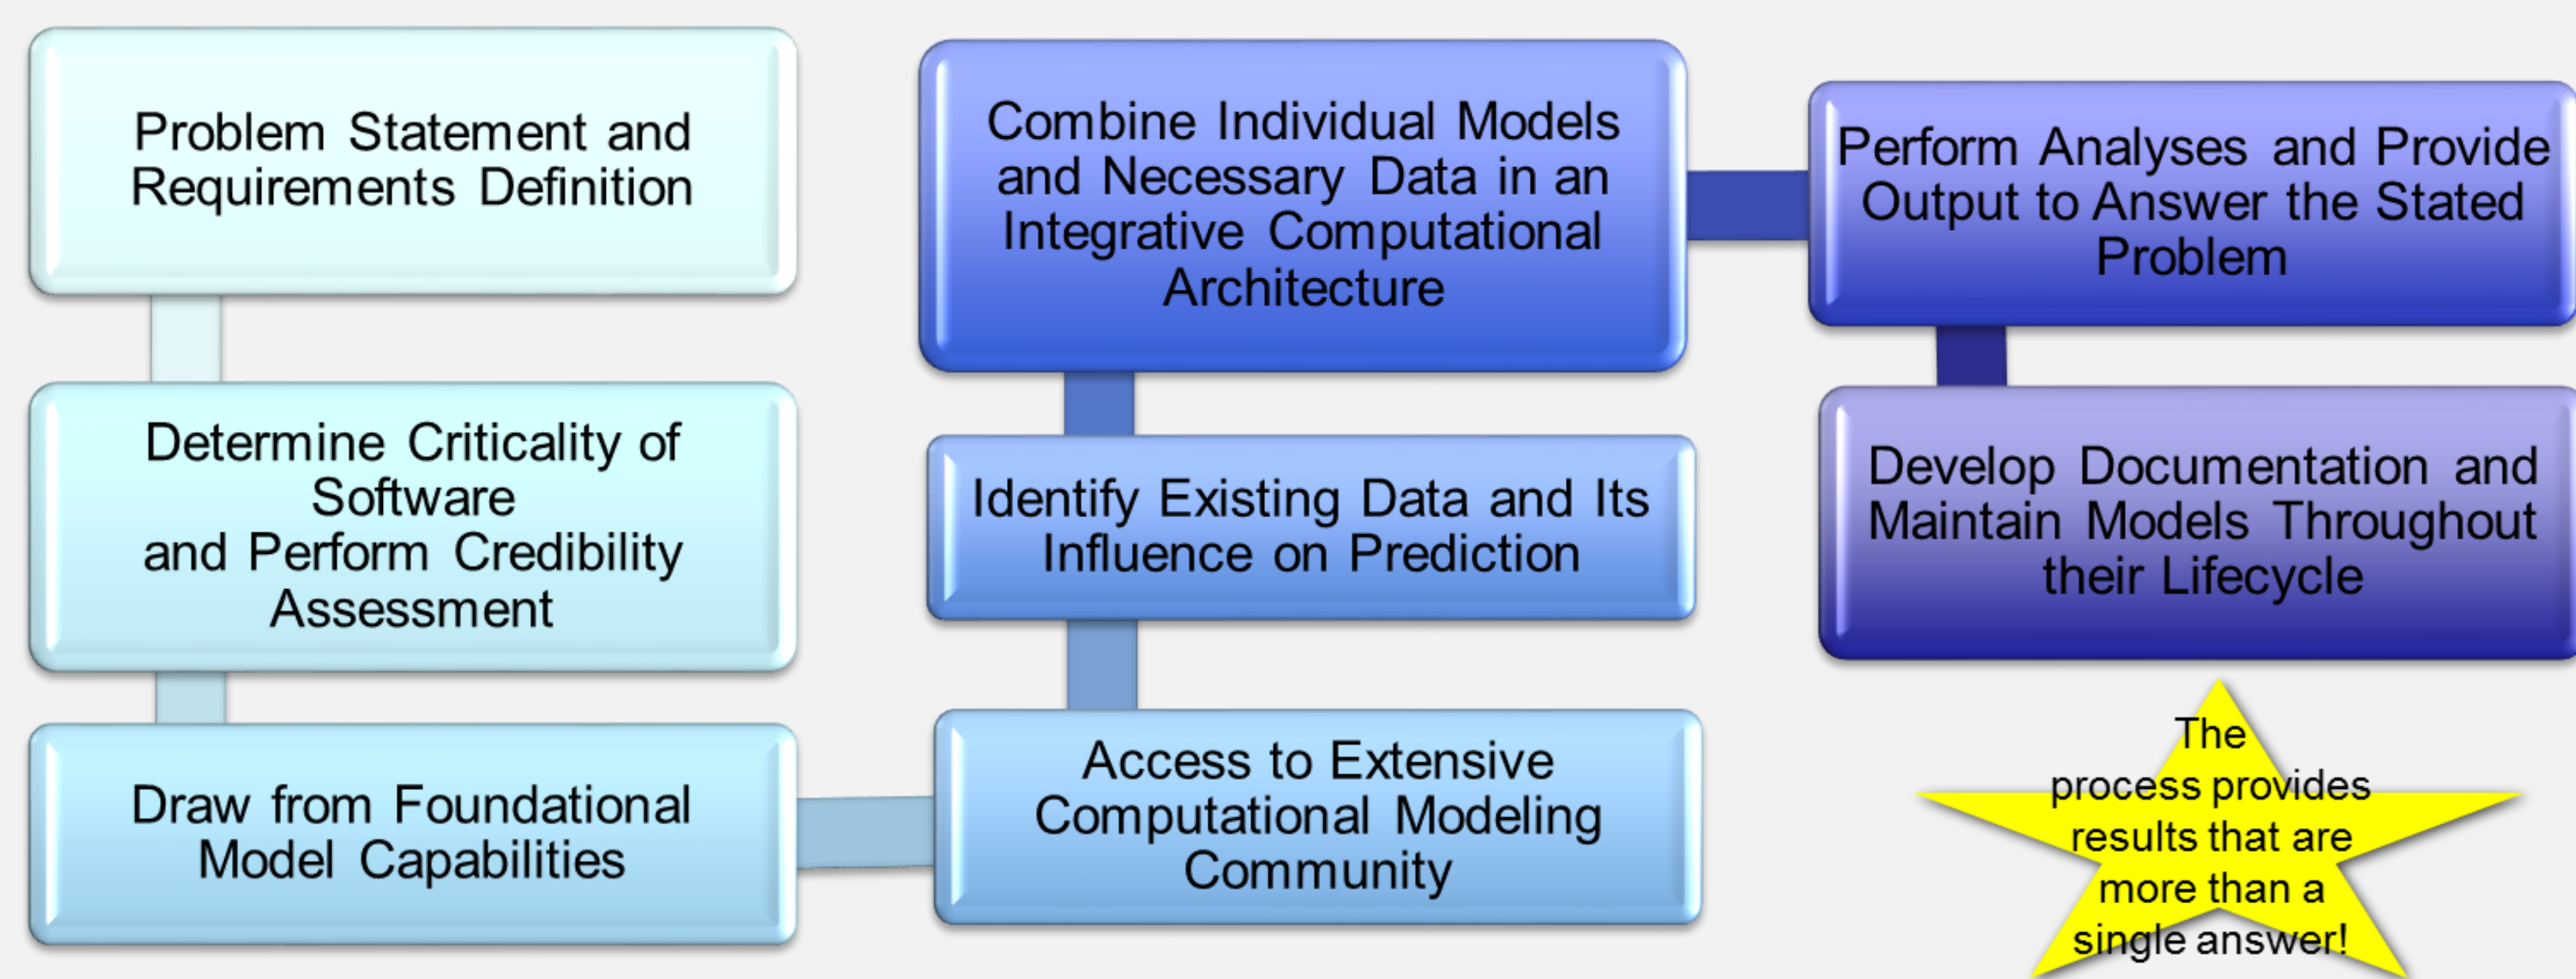 Problem Statement and
Requirements Definition
Determine Criticality of
Software
and Perform Credibility
Assessment
Draw from Foundational
Model Capabilities
Access to Extensive
Computational Modeling
Community
Identify Existing Data and Its
Influence on Prediction
Combine Individual Models
and Necessary Data in an
Integrative Computational
Architecture
Perform Analyses and Provide
Output to Answer the Stated
Problem
Develop Documentation and
Maintain Models Throughout
their Lifecycle
The
process provides
results that are
more than a
single answer!